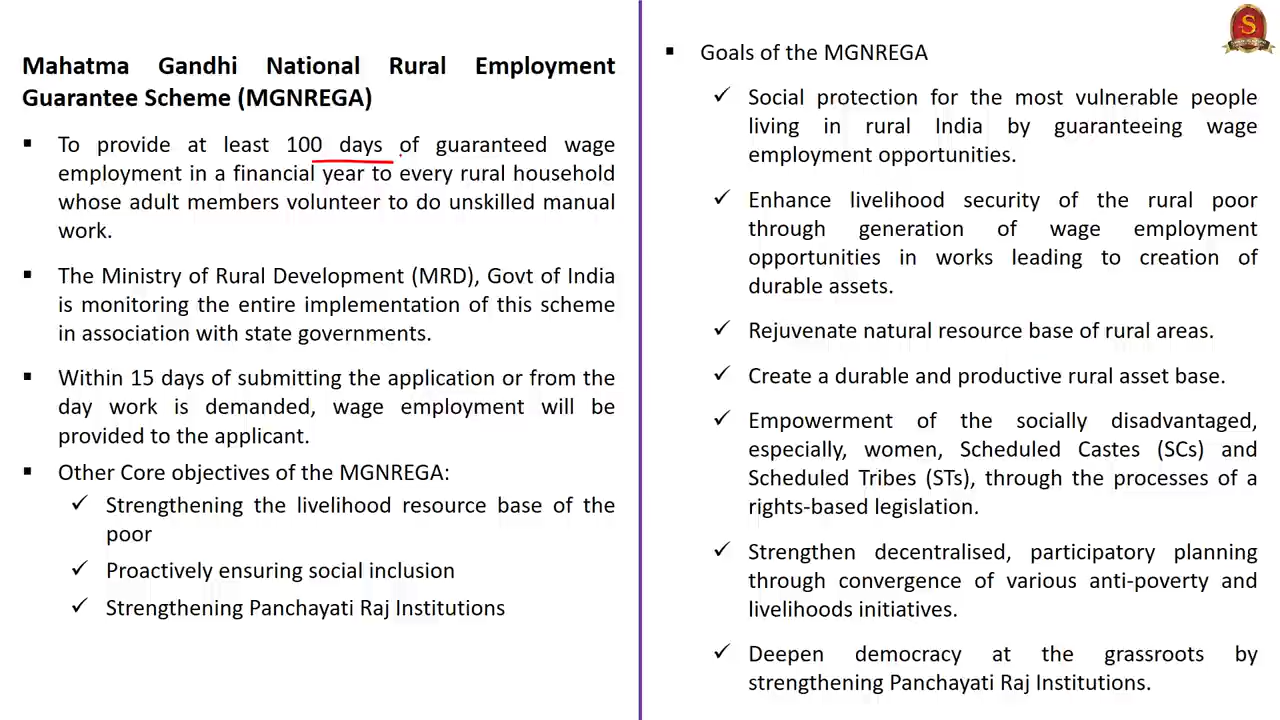 Mahatma Gandhi National Rural Employment
Guarantee Scheme (MGNREGA)
▪ To provide at least 100 days of guaranteed wage
employment in a financial year to every rural household
whose adult members volunteer to do unskilled manual
work.
▪ The Ministry of Rural Development (MRD), Govt of India
is monitoring the entire implementation of this scheme
in association with state governments.
▪ Within 15 days of submitting the application or from the
day work is demanded, wage employment will be
provided to the applicant.
▪ Other Core objectives of the MGNREGA:
✓ Strengthening the livelihood resource base of the
poor
✓ Proactively ensuring social inclusion
✓ Strengthening Panchayati Raj Institutions
▪ Goals of the MGNREGA
✓ Social protection for the most vulnerable people
living in rural India by guaranteeing wage
employment opportunities.
✓ Enhance livelihood security of the rural poor
through generation of wage employment
opportunities in works leading to creation of
durable assets.
✓ Rejuvenate natural resource base of rural areas.
✓ Create a durable and productive rural asset base.
✓ Empowerment of the socially disadvantaged,
especially, women, Scheduled Castes (SCs) and
Scheduled Tribes (STs), through the processes of a
rights-based legislation.
✓ Strengthen decentralised, participatory planning
through convergence of various anti-poverty and
livelihoods initiatives.
✓ Deepen democracy at the grassroots by
strengthening Panchayati Raj Institutions.
S